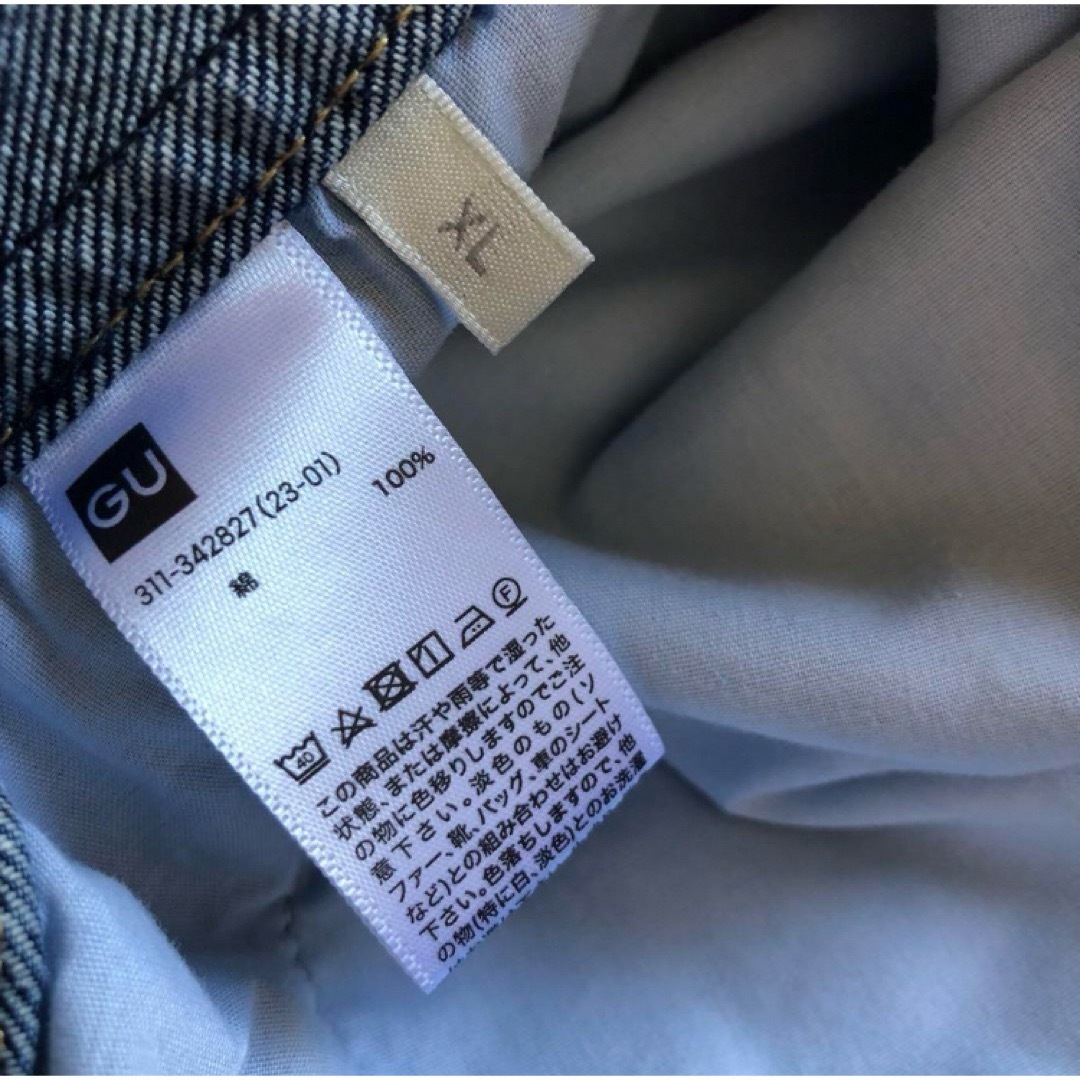 XL
GU
311-342827(23-01)
綿 100%
40 F
この商品は汗や雨等で湿った
状態、または摩擦によって、他
の物に色移りしますのでご注
意下さい。淡色のもの(ソ
ファー、靴、バッグ、車のシート
など)との組み合わせはお避け
下さい。色落ちしますので、他
の物(特に白、淡色)とのお洗濯